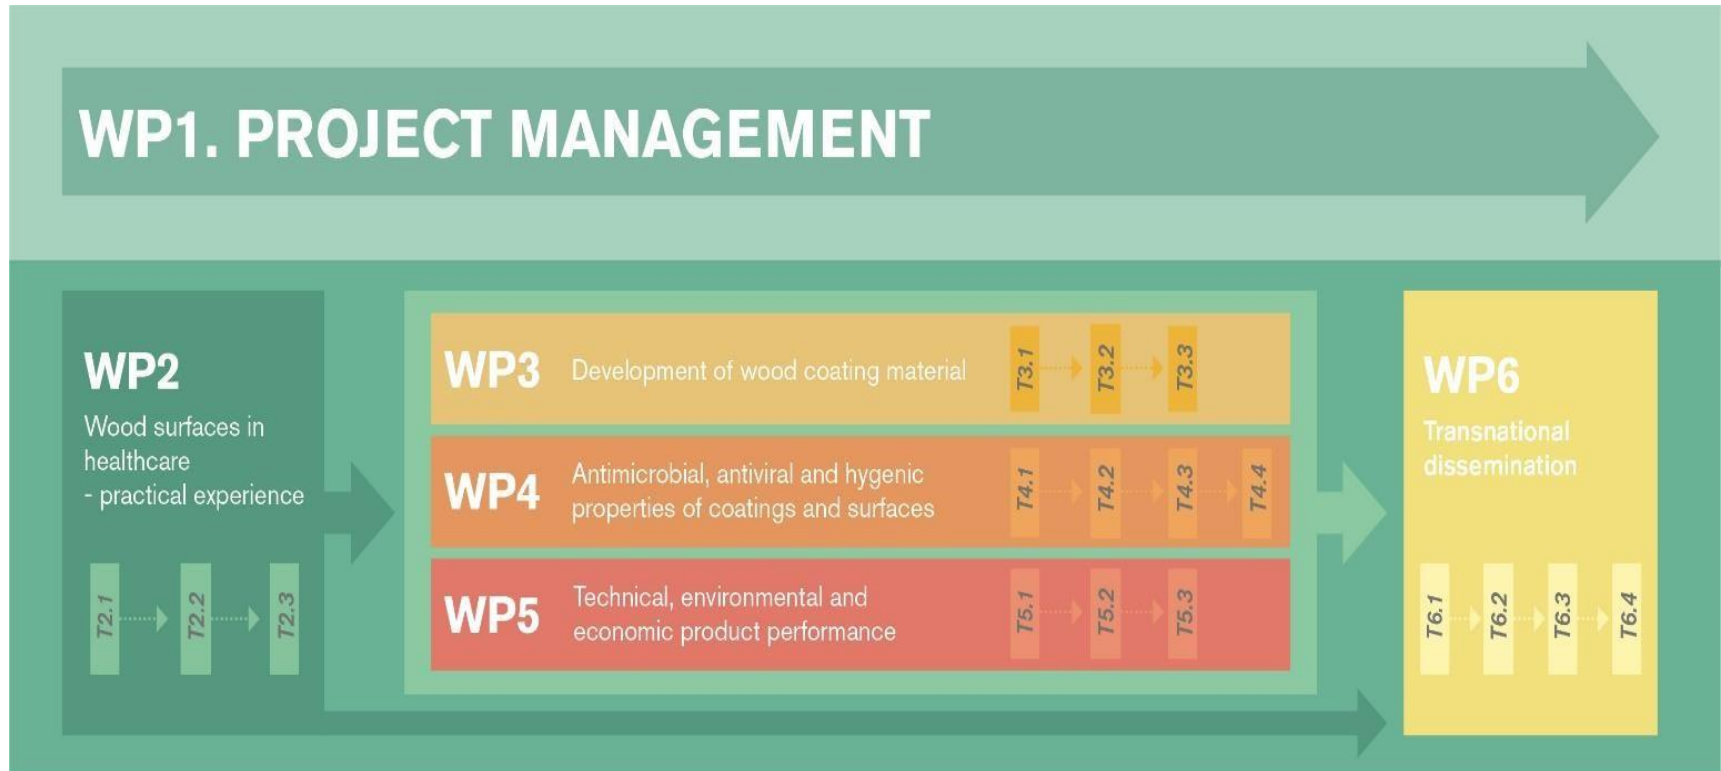 WP1. PROJECT MANAGEMENT
WP2
Wood surfaces in
healthcare
- practical experience
T2.1
T2.2
T2.3
WP3
Development of wood coating material
T3.1
T3.2
T3.3
WP4
Antimicrobial, antiviral and hygenic
properties of coatings and surfaces
T4.1
T4.2
T4.3
T4.4
WP5
Technical, environmental and
economic product performance
T5.1
T5.2
T5.3
WP6
Transnational
dissemination
T6.1
T6.2
T6.3
T6.4